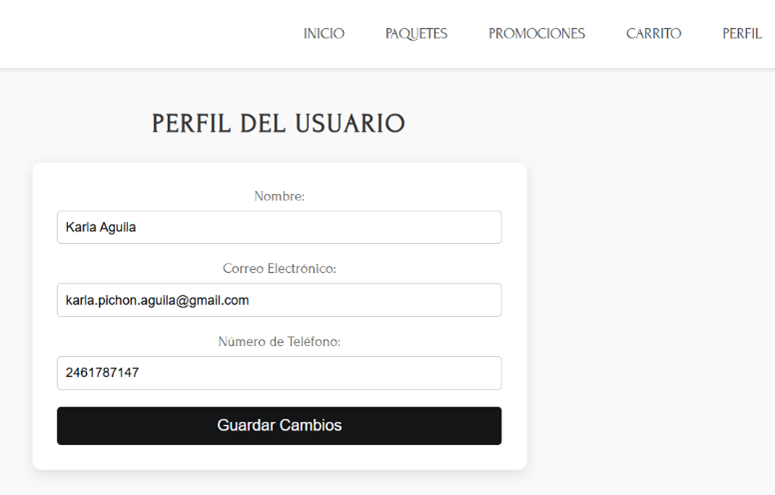 INICIO PAQUETES PROMOCIONES CARRITO PERFIL
PERFIL DEL USUARIO
Nombre:
Karla Aguila
Correo Electrónico:
karla.pichon.aguila@gmail.com
Número de Teléfono:
2461787147
Guardar Cambios